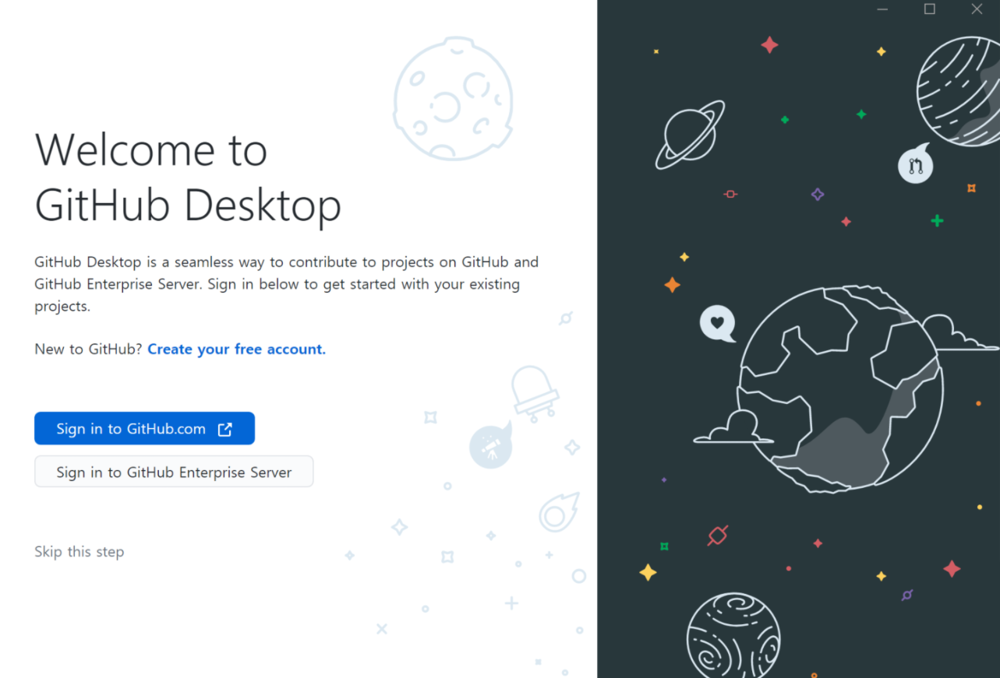 Welcome to
GitHub Desktop
GitHub Desktop is a seamless way to contribute to projects on GitHub and
GitHub Enterprise Server. Sign in below to get started with your existing
projects.
New to GitHub? Create your free account.
Sign in to GitHub.com
Sign in to GitHub Enterprise Server
Skip this step